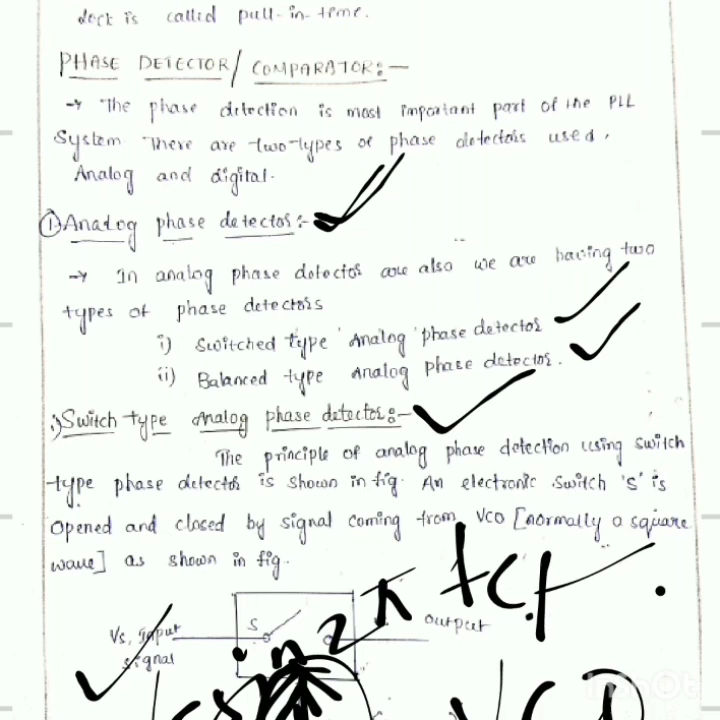 lock is called pull-in-time.
PHASE DETECTOR/ COMPARATOR:-
→ The phase detection is most important part of the PLL
System There are two-types of phase detectors used.
Analog and digital.
① Analog phase detector:-
→ In analog phase detector are also we are having two
types of phase detectors
i) Switched type Analog phase detector
ii) Balanced type Analog phase detector.
i) Switch type Analog phase detector:-
The principle of analog phase detection using switch
type phase detector is shown in fig. An electronic switch 's' is
opened and closed by signal coming from VCO [normally a square
wave] as shown in fig.
Vs, input
signal
S
output
InShOt